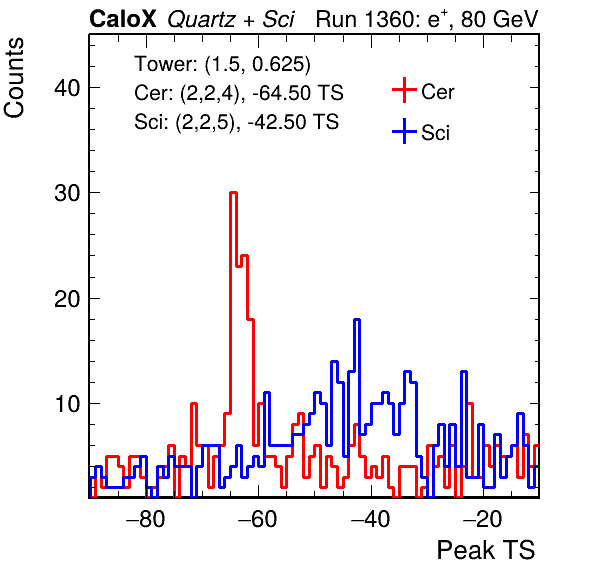 CaloX Quartz + Sci Run 1360: e⁺, 80 GeV
Counts
Tower: (1.5, 0.625)
Cer: (2,2,4), -64.50 TS
Sci: (2,2,5), -42.50 TS
Cer
Sci
40
30
20
10
−80 −60 −40 −20
Peak TS